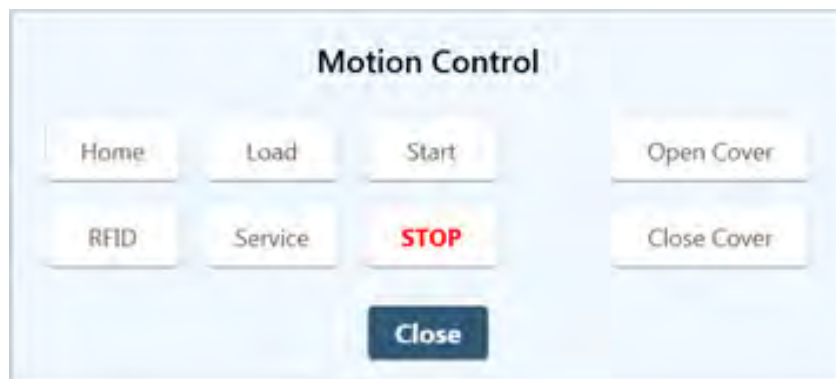 Motion Control
Home Load Start Open Cover
RFID Service STOP Close Cover
Close